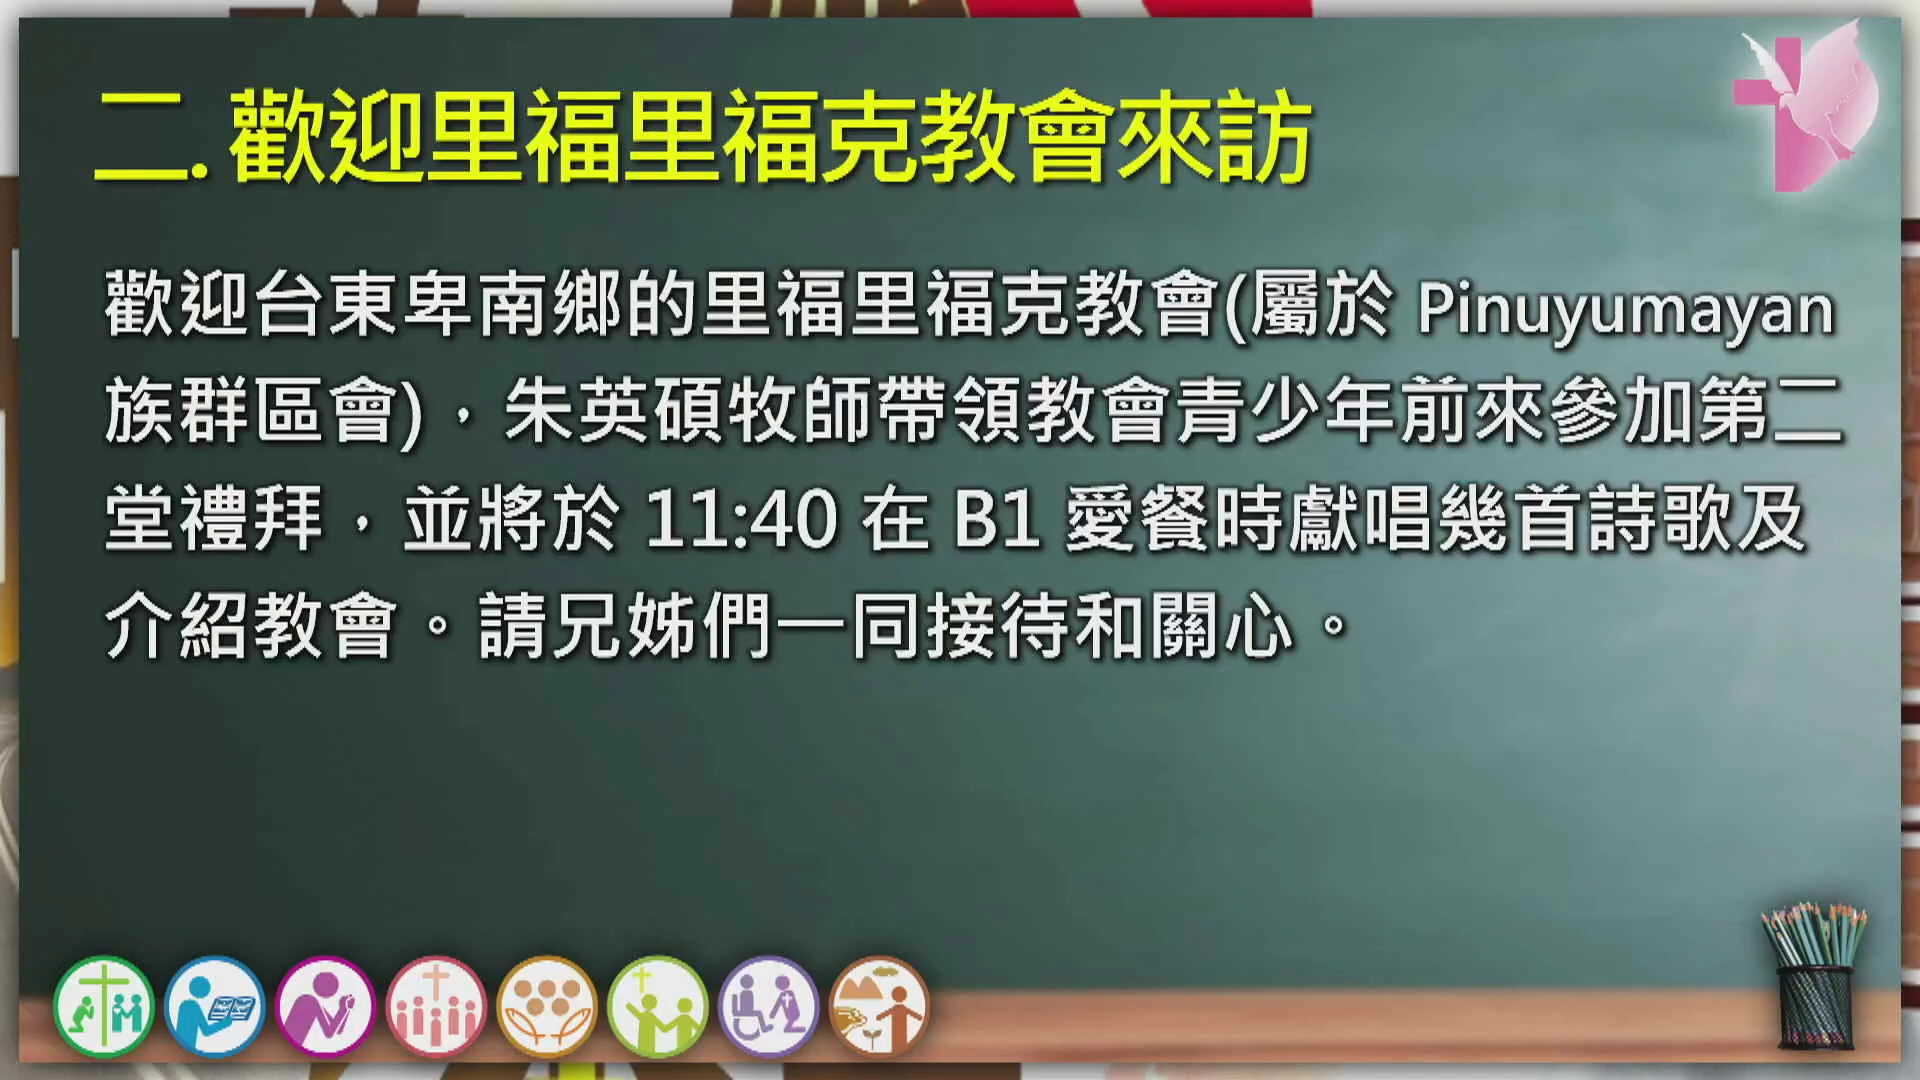 二. 歡迎里福里福克教會來訪
歡迎台東卑南鄉的里福里福克教會(屬於 Pinuyumayan
族群區會)，朱英碩牧師帶領教會青少年前來參加第二
堂禮拜，並將於 11:40 在 B1 愛餐時獻唱幾首詩歌及
介紹教會。請兄姊們一同接待和關心。